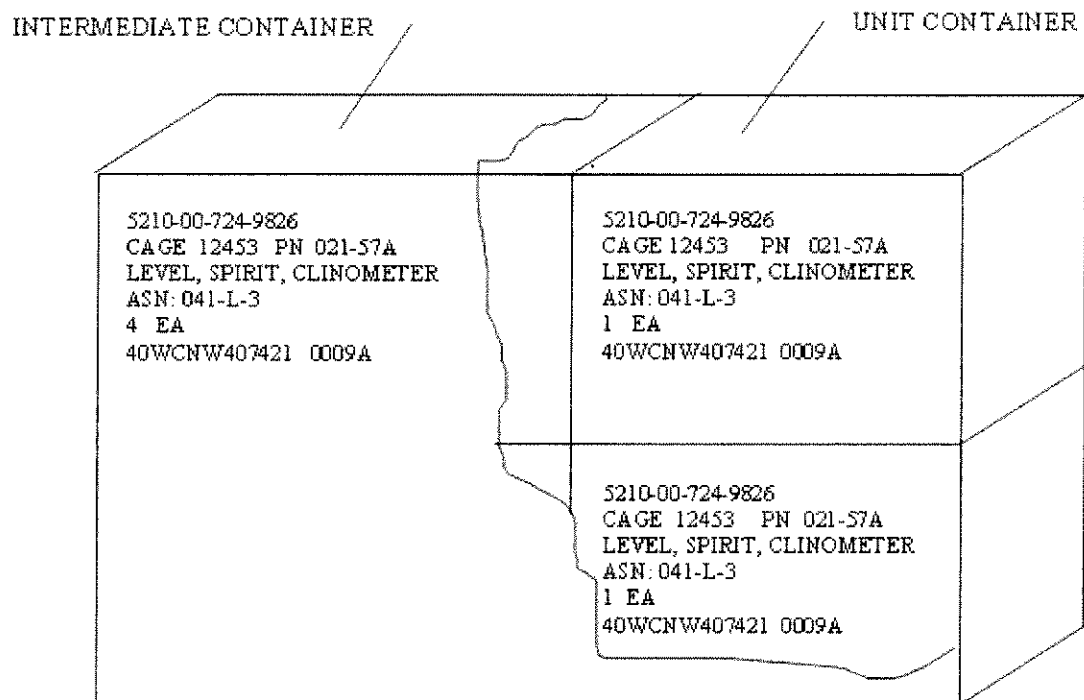 INTERMEDIATE CONTAINER
UNIT CONTAINER
5210-00-724-9826
CAGE 12453 PN 021-57A
LEVEL, SPIRIT, CLINOMETER
ASN: 041-L-3
4 EA
40WCNW407421 0009A
5210-00-724-9826
CAGE 12453 PN 021-57A
LEVEL, SPIRIT, CLINOMETER
ASN: 041-L-3
1 EA
40WCNW407421 0009A
5210-00-724-9826
CAGE 12453 PN 021-57A
LEVEL, SPIRIT, CLINOMETER
ASN: 041-L-3
1 EA
40WCNW407421 0009A